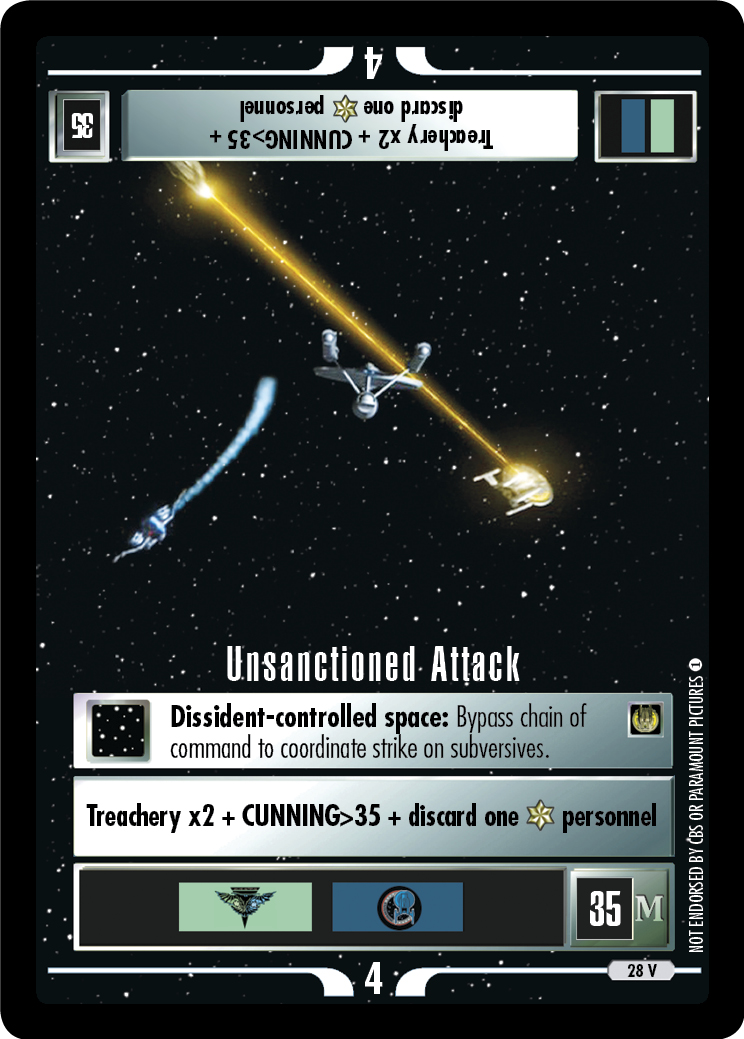 4
35
Treachery x2 + CUNNING>35 +
discard one personnel
Unsanctioned Attack
Dissident-controlled space: Bypass chain of
command to coordinate strike on subversives.
Treachery x2 + CUNNING>35 + discard one personnel
35 M
4
28 V
NOT ENDORSED BY CBS OR PARAMOUNT PICTURES 1